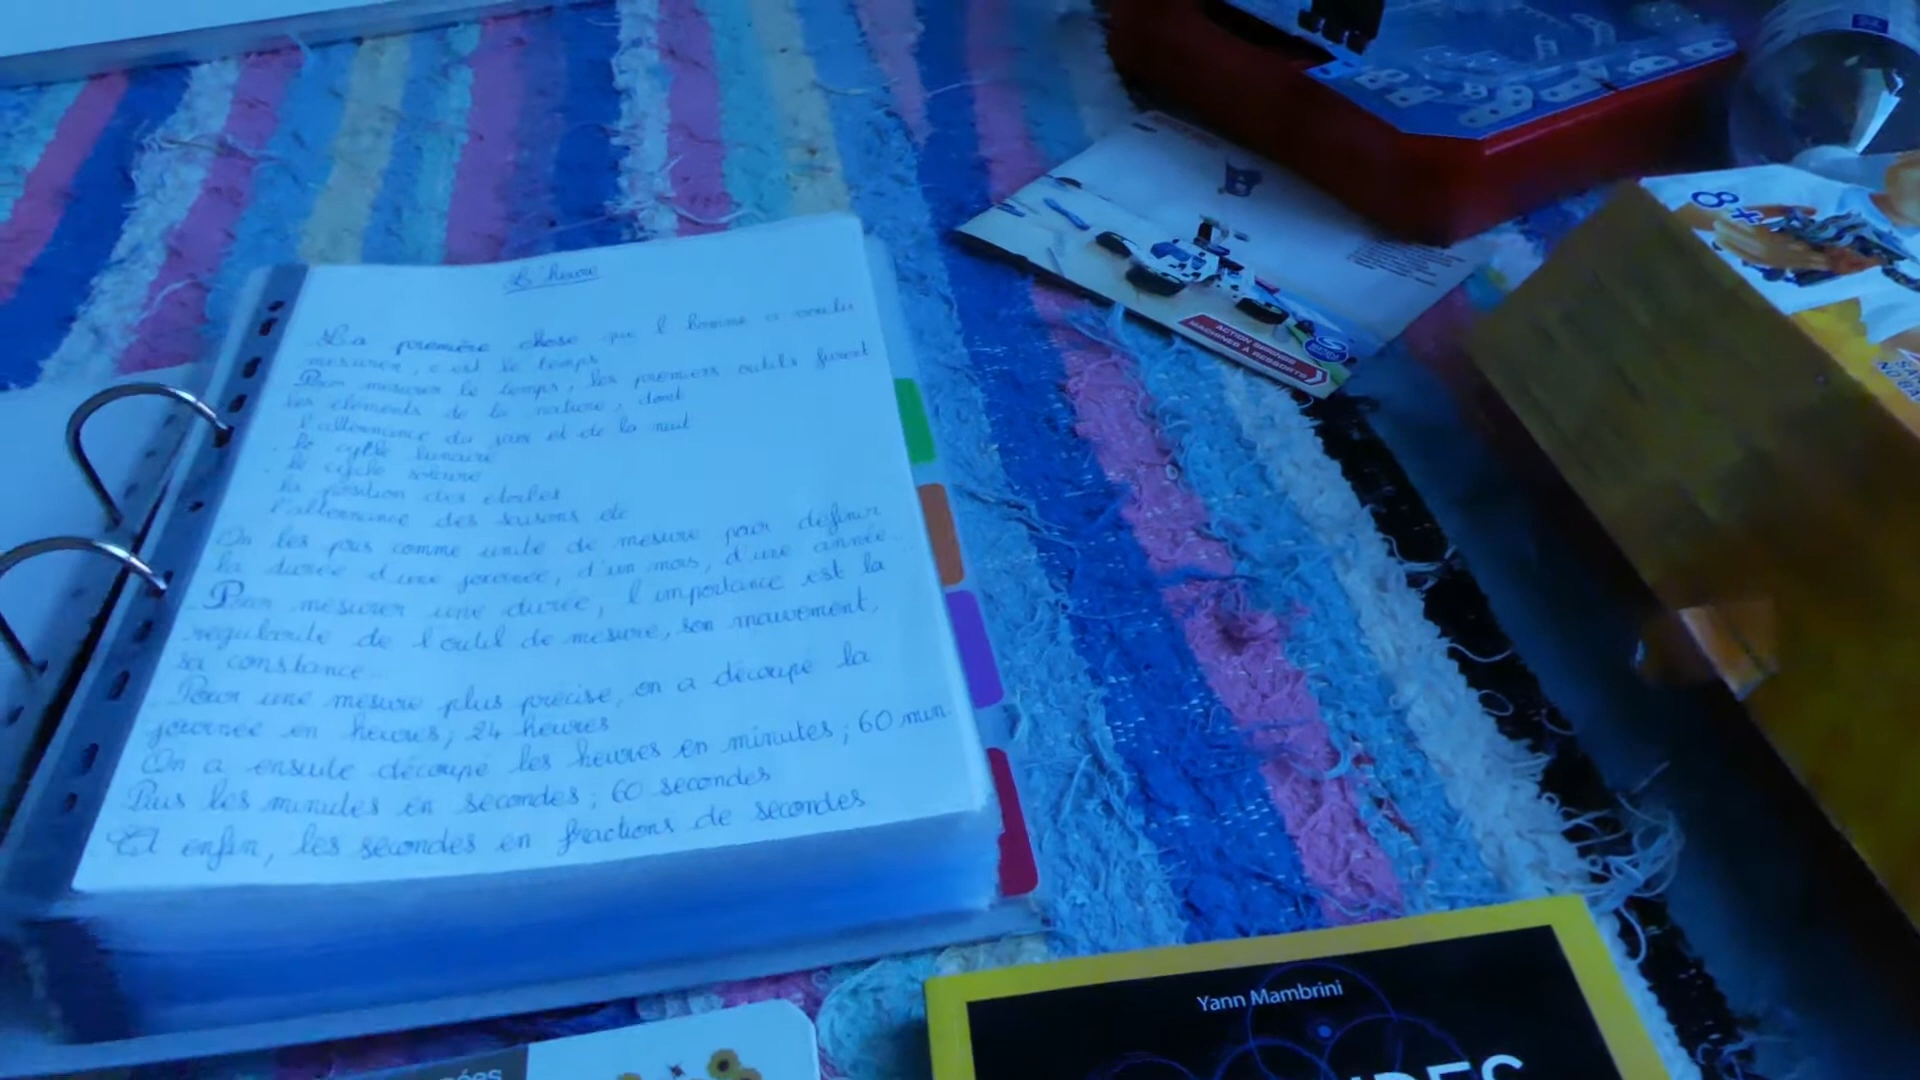 L'heure
La première chose que l'homme a voulu
mesurer, c'est le temps
Pour mesurer le temps, les premiers outils furent
les éléments de la nature, dont
l'alternance du jour et de la nuit
. le cycle lunaire
. le cycle solaire
la position des étoiles
l'alternance des saisons etc
On les pris comme unité de mesure pour définir
la durée d'une journée, d'un mois, d'une année...
Pour mesurer une durée, l'importance est la
régularité de l'outil de mesure, son mouvement,
sa constance...
Pour une mesure plus précise, on a découpé la
journée en heures; 24 heures
On a ensuite découpé les heures en minutes; 60 min.
Puis les minutes en secondes; 60 secondes
Et enfin, les secondes en fractions de secondes
ACTION SPRINGS
MACHINES À RESSORTS
8+
Yann Mambrini